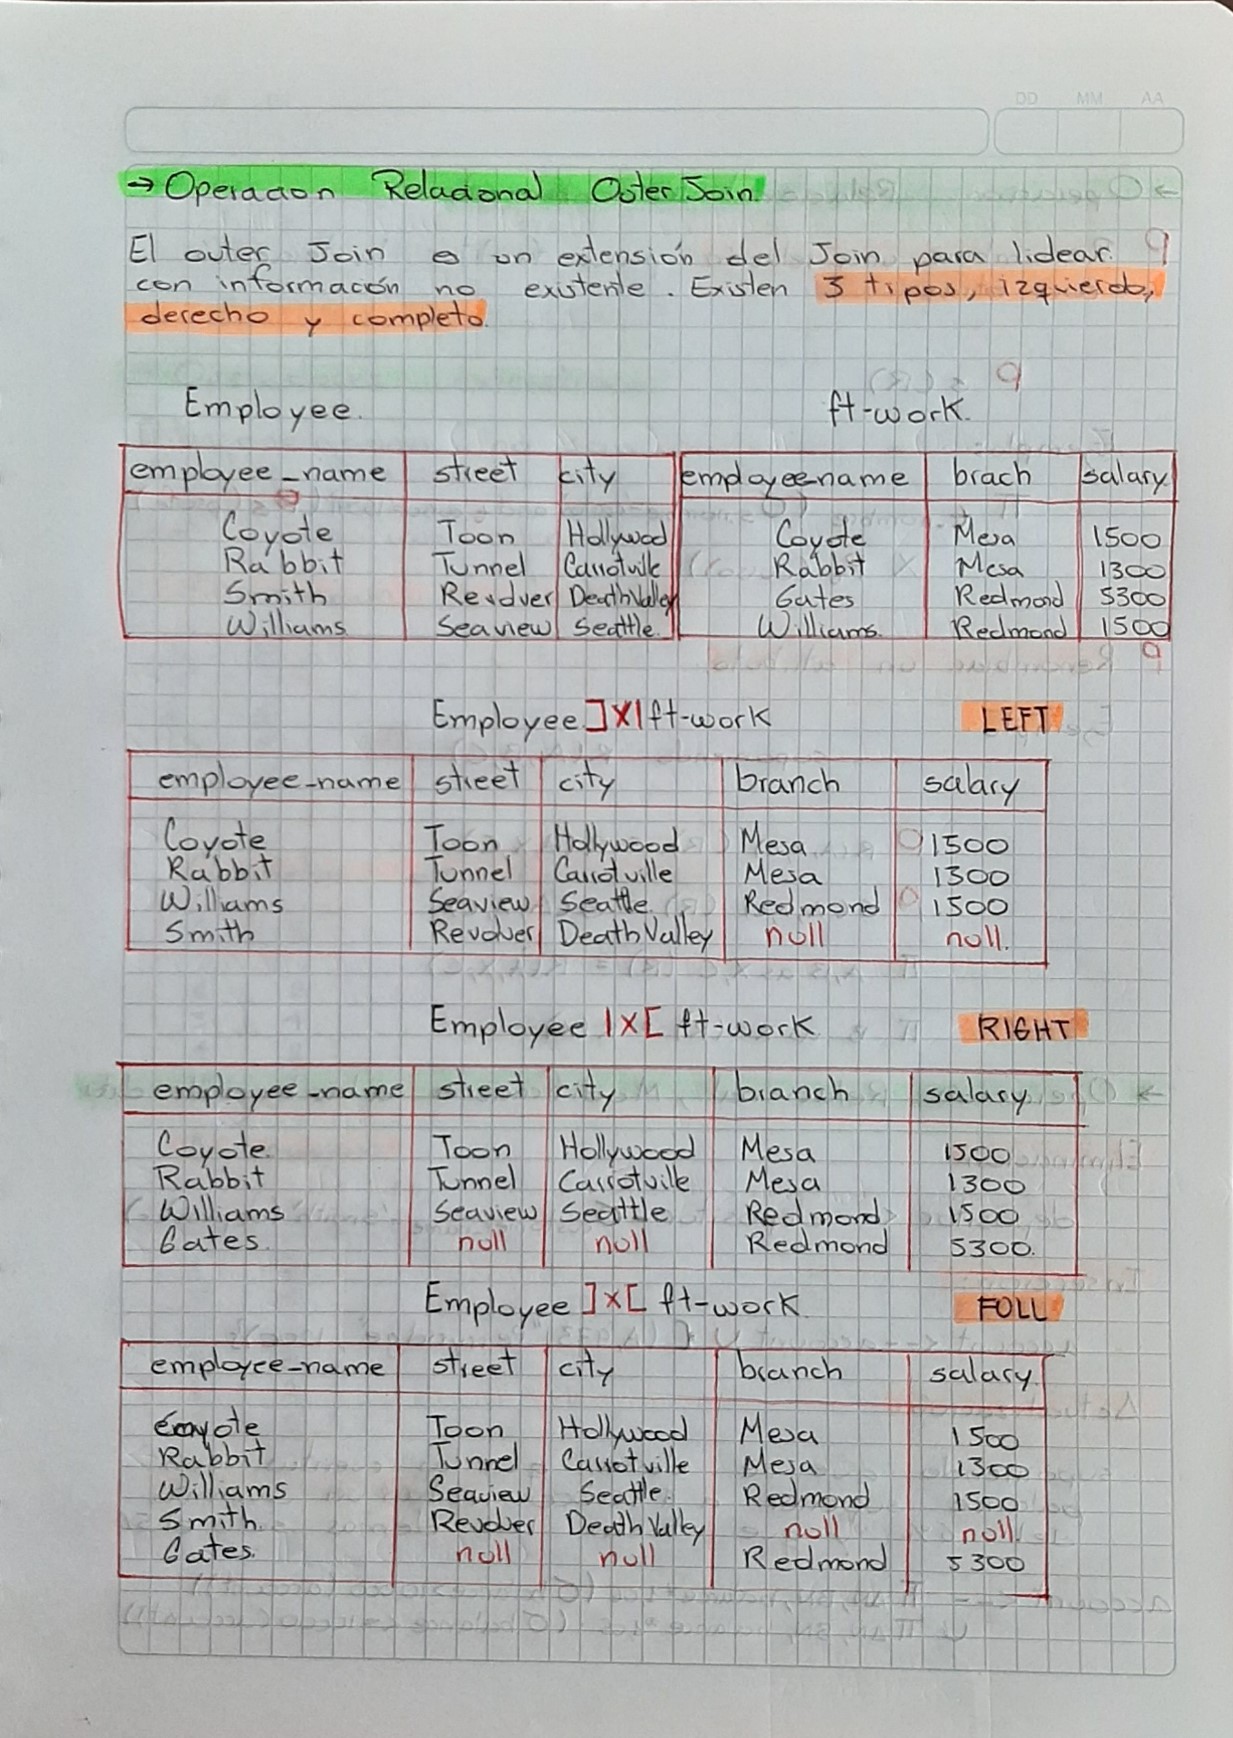 AA MM DD
→ Operacion Relacional Outer Join.
El outer Join es un extensión del Join para lidear
con información no existente. Existen 3 tipos, izquierdo,
derecho y completo.
Employee. ft-work.
employee_name street city employee-name brach salary
Coyote Toon Hollywood Coyote Mesa 1500
Rabbit Tunnel Carrotville Rabbit Mesa 1300
Smith Revolver DeathValley Gates Redmond 5300
Williams Seaview Seattle. Williams. Redmond 1500
Employee ]X| ft-work LEFT
employee-name street city branch salary
Coyote Toon Hollywood Mesa 1500
Rabbit Tunnel Carrotville Mesa 1300
Williams Seaview Seattle Redmond 1500
Smith Revolver DeathValley null null.
Employee |X[ ft-work RIGHT
employee-name street city branch salary
Coyote Toon Hollywood Mesa 1500
Rabbit Tunnel Carrotville Mesa 1300
Williams Seaview Seattle Redmond 1500
Gates null null Redmond 5300.
Employee ]X[ ft-work FULL
employee-name street city branch salary
Coyote Toon Hollywood Mesa 1500
Rabbit Tunnel Carrotville Mesa 1300
Williams Seaview Seattle Redmond 1500
Smith Revolver DeathValley null null.
Gates. null null Redmond 5300